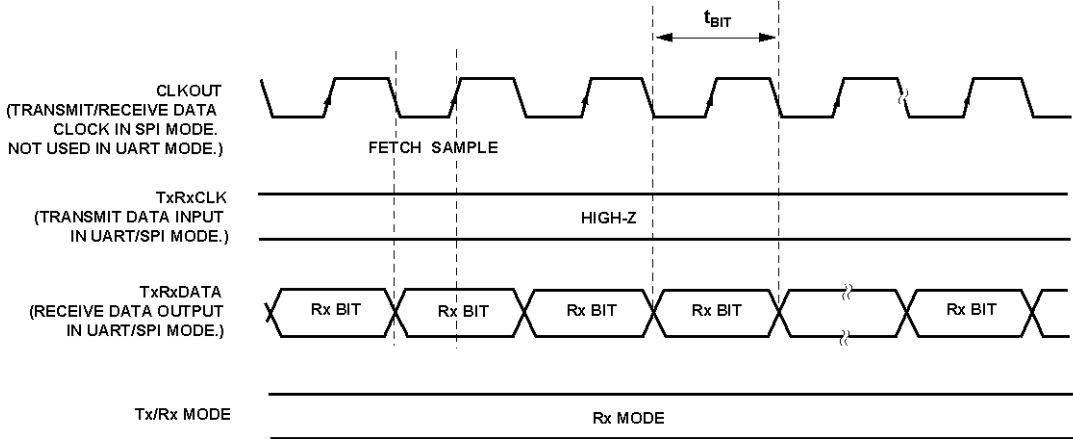 tBIT
CLKOUT
(TRANSMIT/RECEIVE DATA
CLOCK IN SPI MODE.
NOT USED IN UART MODE.)
FETCH SAMPLE
TxRxCLK
(TRANSMIT DATA INPUT
IN UART/SPI MODE.)
HIGH-Z
TxRxDATA
(RECEIVE DATA OUTPUT
IN UART/SPI MODE.)
Rx BIT Rx BIT Rx BIT Rx BIT Rx BIT
Tx/Rx MODE
Rx MODE